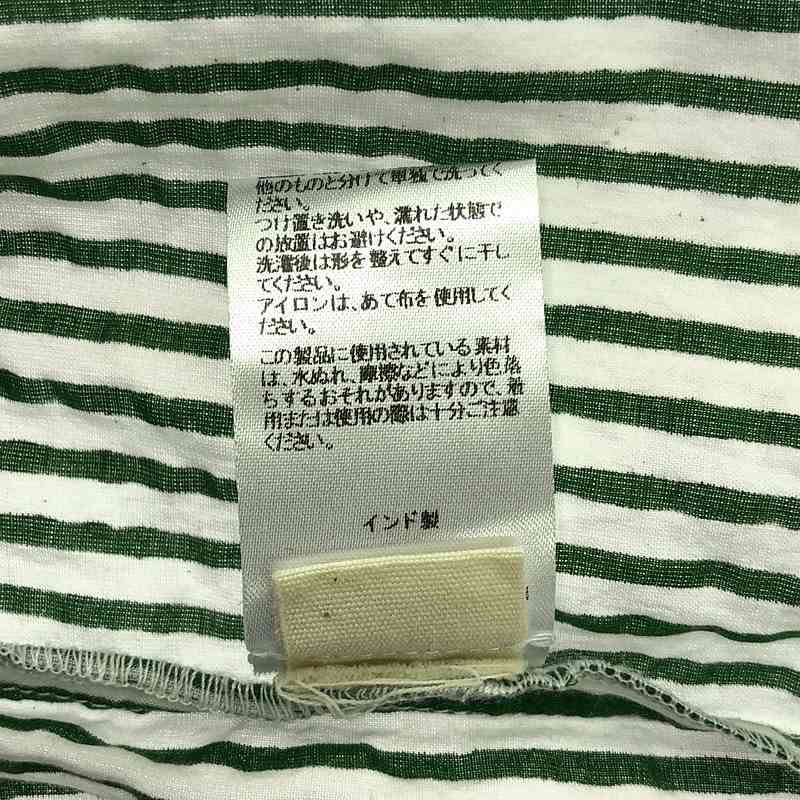 他のものと分けて単独で洗ってく
ださい。
つけ置き洗いや、濡れた状態で
の放置はお避けください。
洗濯後は形を整えてすぐに干し
てください。
アイロンは、あて布を使用してく
ださい。
この製品に使用されている素材
は、水ぬれ、摩擦などにより色落
ちするおそれがありますので、着
用または使用の際は十分ご注意
ください。
インド製